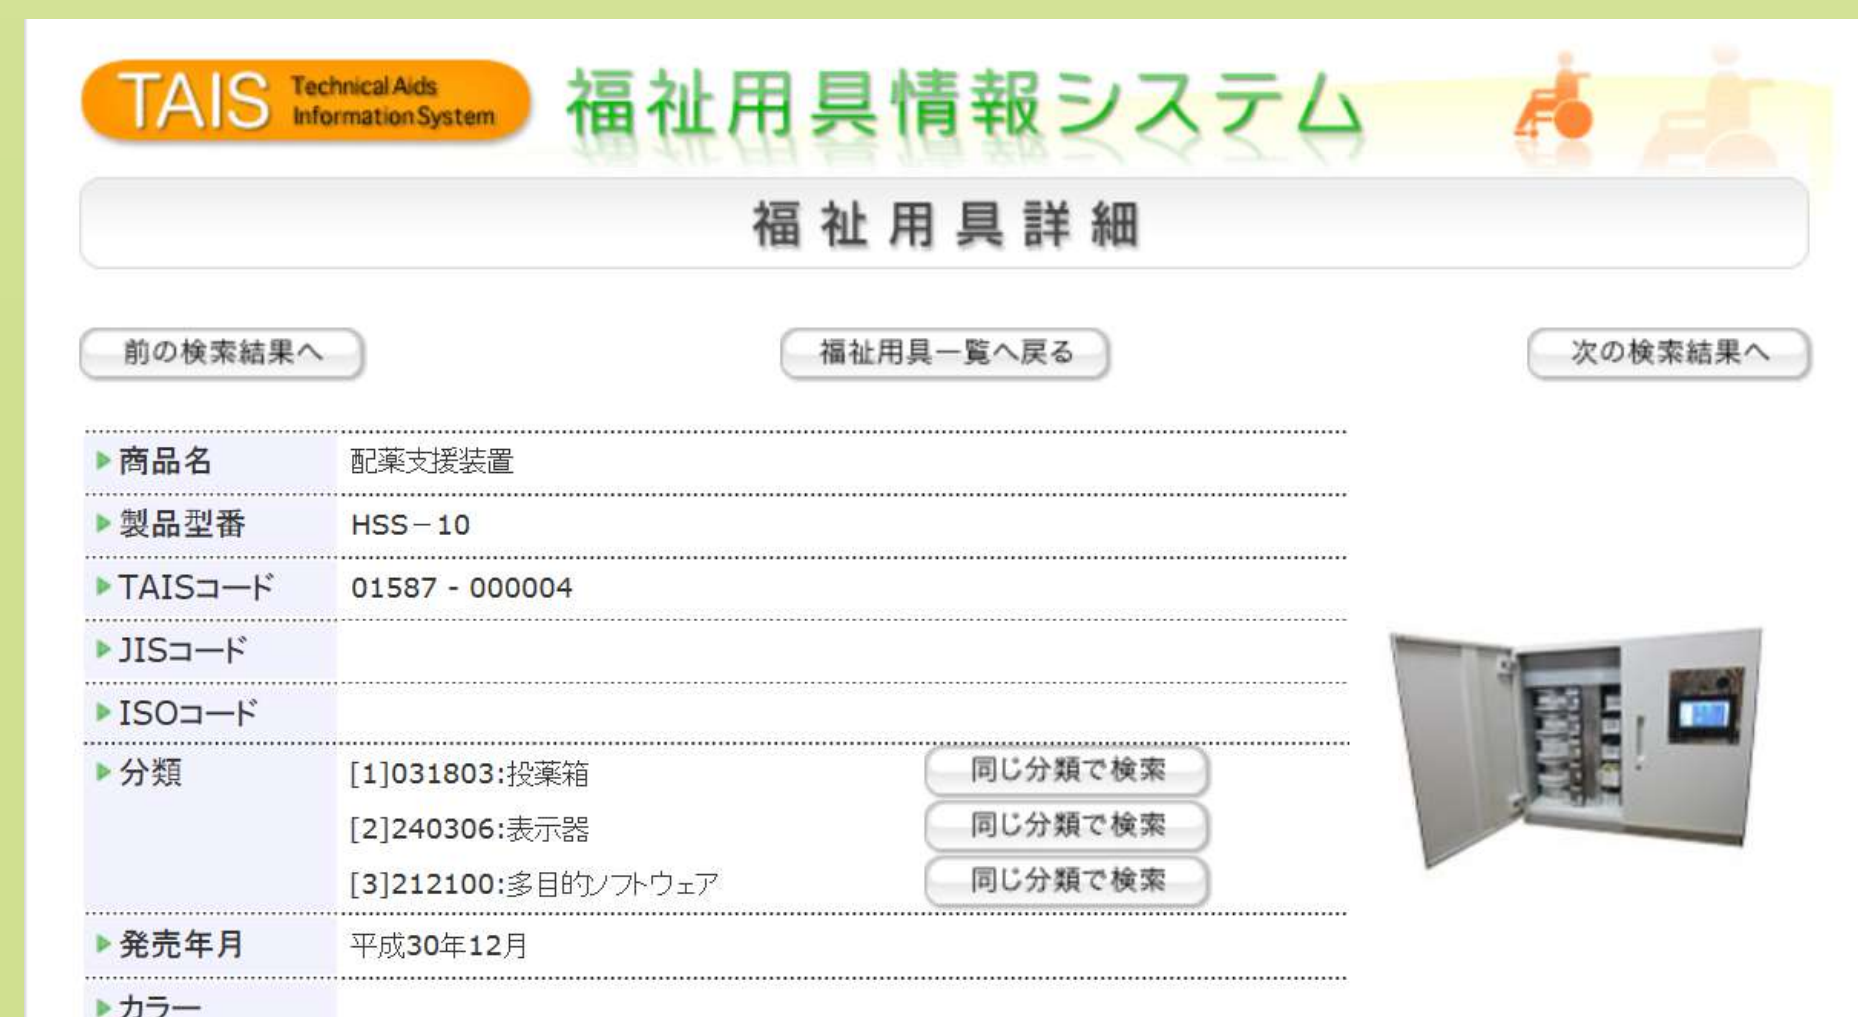 TAIS Technical Aids Information System 福祉用具情報システム
福祉用具詳細
前の検索結果へ 福祉用具一覧へ戻る 次の検索結果へ
商品名 配薬支援装置
製品型番 HSS－10
TAISコード 01587 - 000004
JISコード
ISOコード
分類 [1]031803:投薬箱 同じ分類で検索
[2]240306:表示器 同じ分類で検索
[3]212100:多目的ソフトウェア 同じ分類で検索
発売年月 平成30年12月
カラー